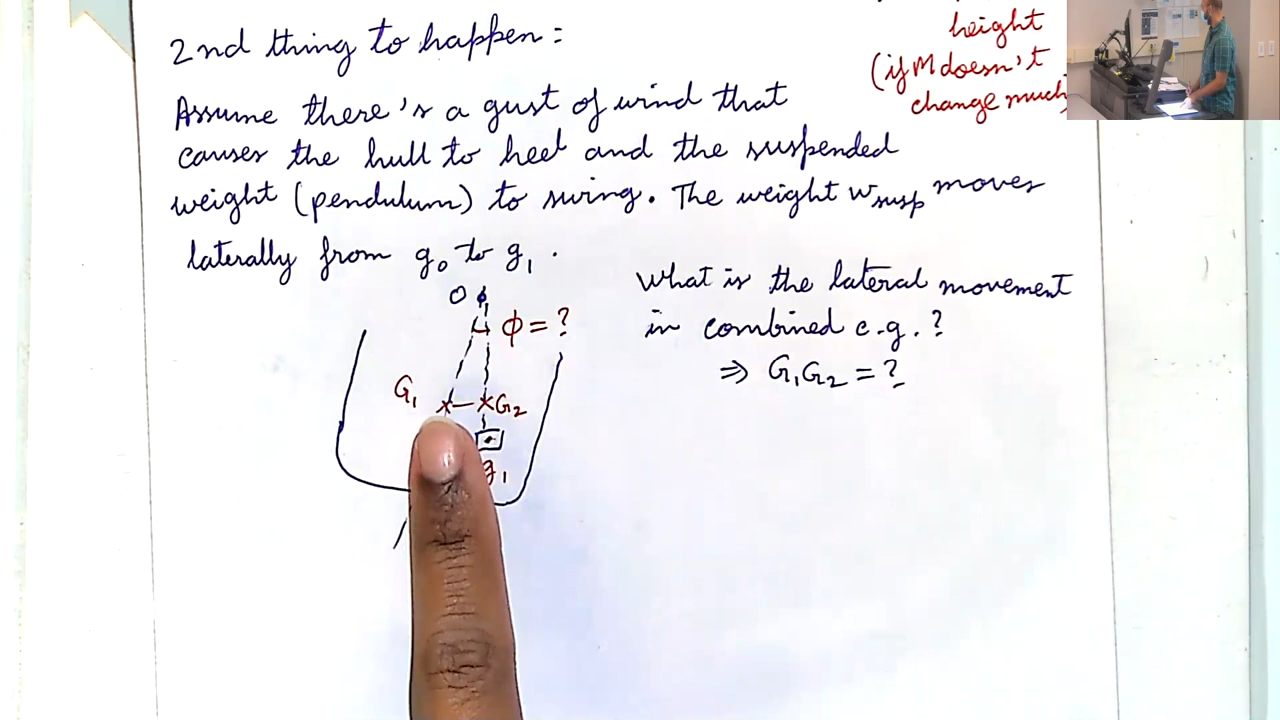 2nd thing to happen:
height
(if M doesn't
change much
Assume there's a gust of wind that
causes the hull to heel and the suspended
weight (pendulum) to swing. The weight w_susp moves
laterally from g₀ to g₁.
What is the lateral movement
in combined c.g.?
⇒ G₁G₂ = ?
O
φ = ?
G₁
G₂
g₁